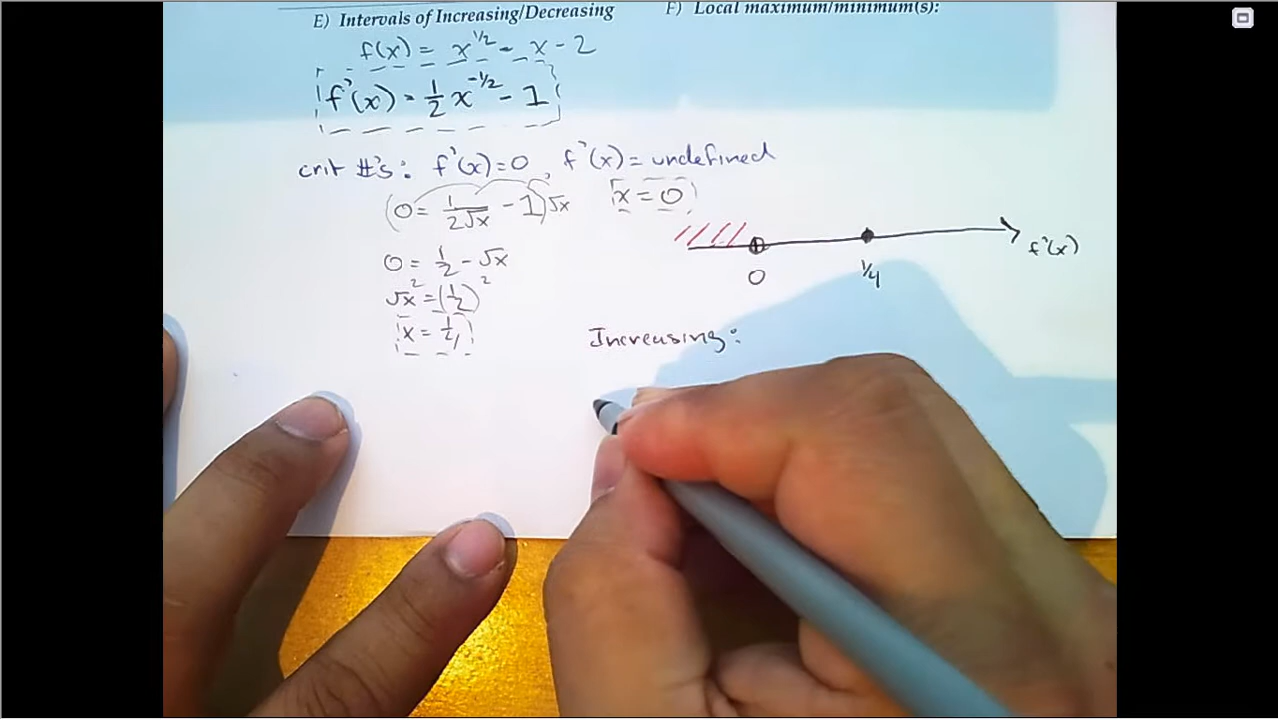 E) Intervals of Increasing/Decreasing
F) Local maximum/minimum(s):
f(x) = x^1/2 - x - 2
f'(x) = 1/2 x^-1/2 - 1
crit #'s: f'(x)=0, f'(x)= undefined
(0 = 1/2√x - 1)√x
x = 0
0 = 1/2 - √x
√x² = (1/2)²
x = 1/4
0
1/4
f'(x)
Increasing: